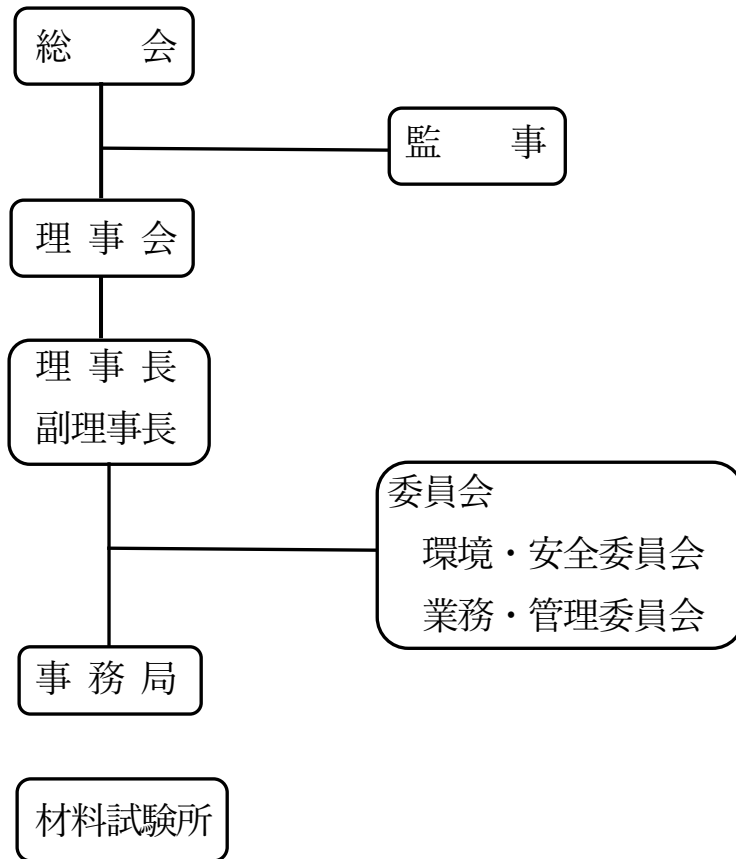 総　　会
監　　事
理 事 会
理 事 長
副理事長
委員会
環境・安全委員会
業務・管理委員会
事 務 局
材料試験所